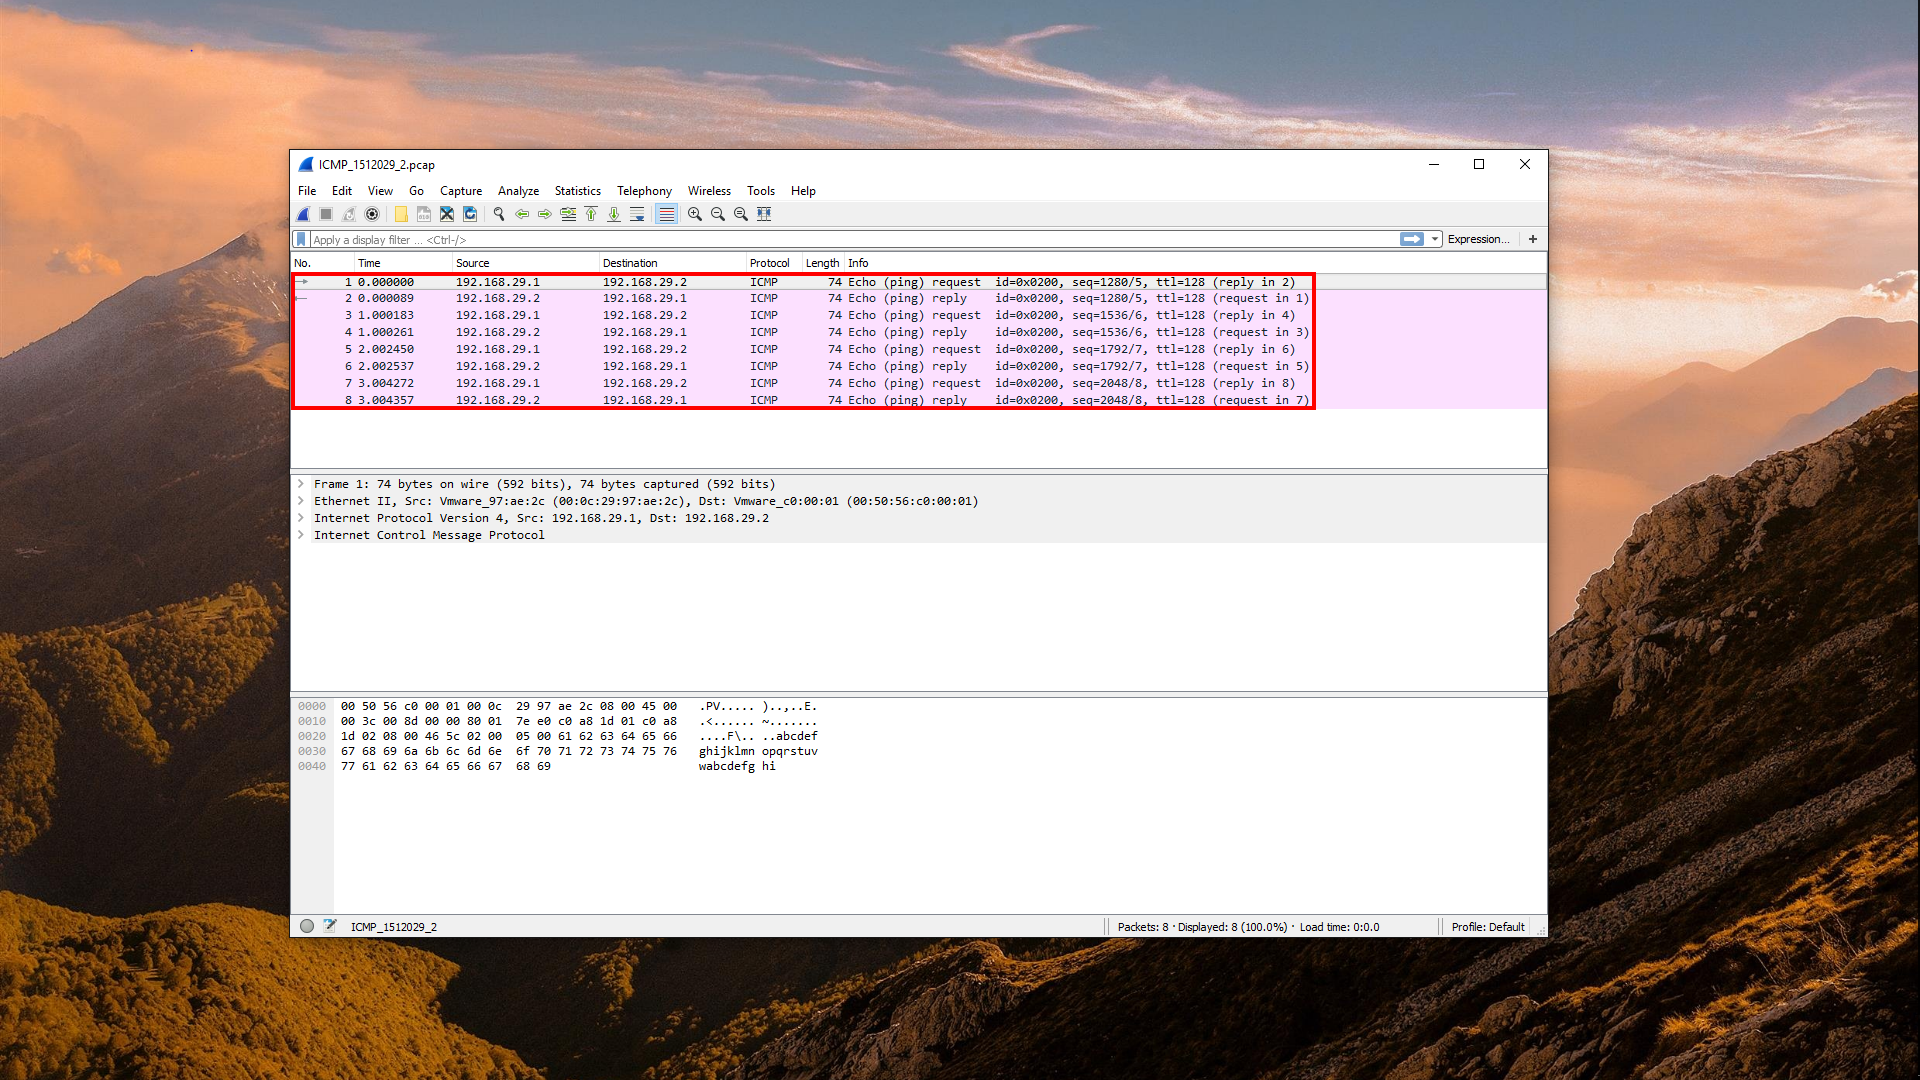 ICMP_1512029_2.pcap
File Edit View Go Capture Analyze Statistics Telephony Wireless Tools Help
Apply a display filter ... <Ctrl-/> Expression... +
No. Time Source Destination Protocol Length Info
1 0.000000 192.168.29.1 192.168.29.2 ICMP 74 Echo (ping) request id=0x0200, seq=1280/5, ttl=128 (reply in 2)
2 0.000089 192.168.29.2 192.168.29.1 ICMP 74 Echo (ping) reply id=0x0200, seq=1280/5, ttl=128 (request in 1)
3 1.000183 192.168.29.1 192.168.29.2 ICMP 74 Echo (ping) request id=0x0200, seq=1536/6, ttl=128 (reply in 4)
4 1.000261 192.168.29.2 192.168.29.1 ICMP 74 Echo (ping) reply id=0x0200, seq=1536/6, ttl=128 (request in 3)
5 2.002450 192.168.29.1 192.168.29.2 ICMP 74 Echo (ping) request id=0x0200, seq=1792/7, ttl=128 (reply in 6)
6 2.002537 192.168.29.2 192.168.29.1 ICMP 74 Echo (ping) reply id=0x0200, seq=1792/7, ttl=128 (request in 5)
7 3.004272 192.168.29.1 192.168.29.2 ICMP 74 Echo (ping) request id=0x0200, seq=2048/8, ttl=128 (reply in 8)
8 3.004357 192.168.29.2 192.168.29.1 ICMP 74 Echo (ping) reply id=0x0200, seq=2048/8, ttl=128 (request in 7)
Frame 1: 74 bytes on wire (592 bits), 74 bytes captured (592 bits)
Ethernet II, Src: Vmware_97:ae:2c (00:0c:29:97:ae:2c), Dst: Vmware_c0:00:01 (00:50:56:c0:00:01)
Internet Protocol Version 4, Src: 192.168.29.1, Dst: 192.168.29.2
Internet Control Message Protocol
0000 00 50 56 c0 00 01 00 0c 29 97 ae 2c 08 00 45 00 .PV..... )..,..E.
0010 00 3c 00 8d 00 00 80 01 7e e0 c0 a8 1d 01 c0 a8 .<...... ~.......
0020 1d 02 08 00 46 5c 02 00 05 00 61 62 63 64 65 66 ....F\.. ..abcdef
0030 67 68 69 6a 6b 6c 6d 6e 6f 70 71 72 73 74 75 76 ghijklmn opqrstuv
0040 77 61 62 63 64 65 66 67 68 69 wabcdefg hi
ICMP_1512029_2 Packets: 8 · Displayed: 8 (100.0%) · Load time: 0:0.0 Profile: Default